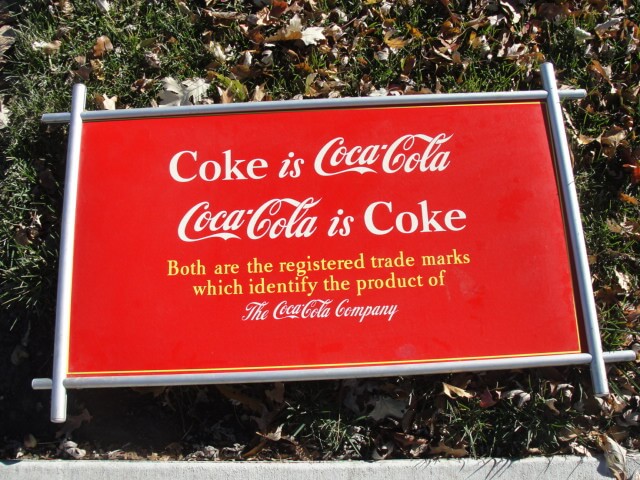 Coke is Coca-Cola
Coca-Cola is Coke
Both are the registered trade marks
which identify the product of
The Coca-Cola Company